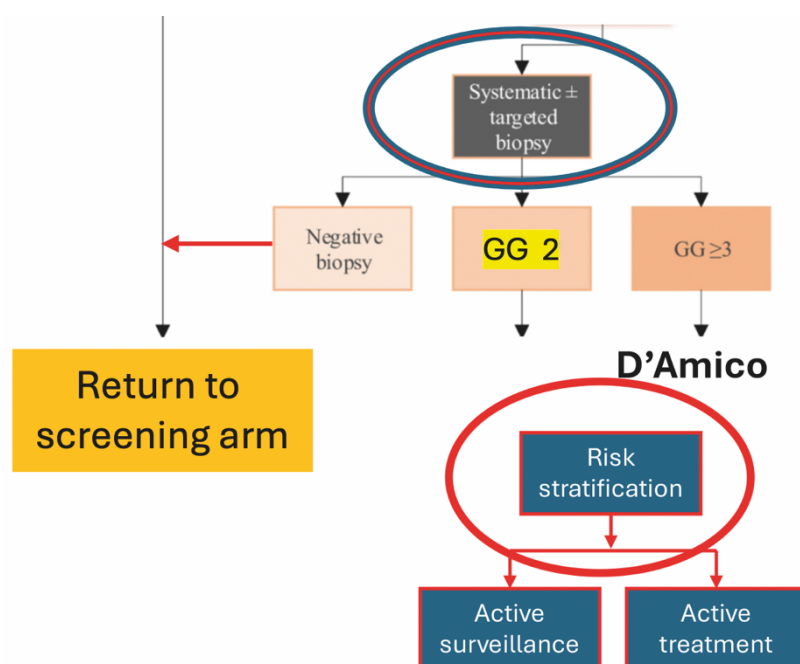 Systematic ±
targeted
biopsy
Negative
biopsy
GG 2
GG ≥3
D’Amico
Return to
screening arm
Risk
stratification
Active
surveillance
Active
treatment